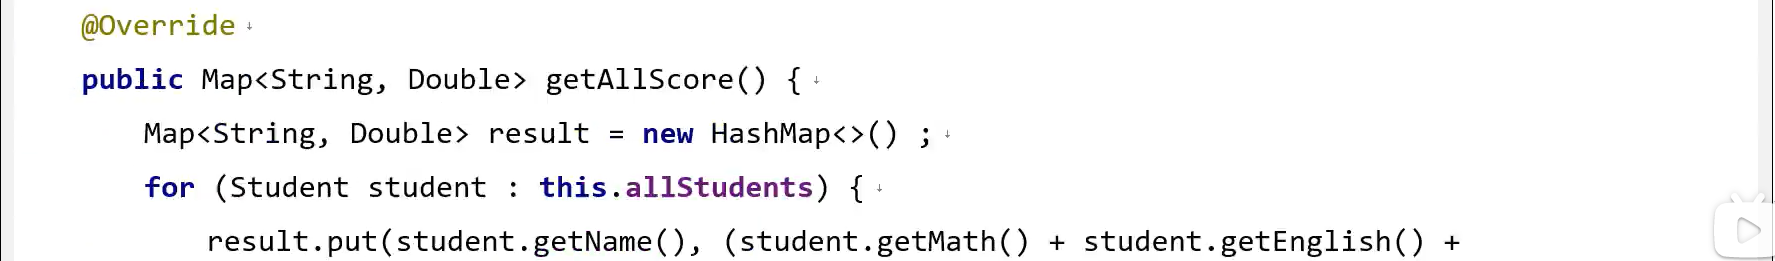 @Override
public Map<String, Double> getAllScore() {
Map<String, Double> result = new HashMap<>() ;
for (Student student : this.allStudents) {
result.put(student.getName(), (student.getMath() + student.getEnglish() +